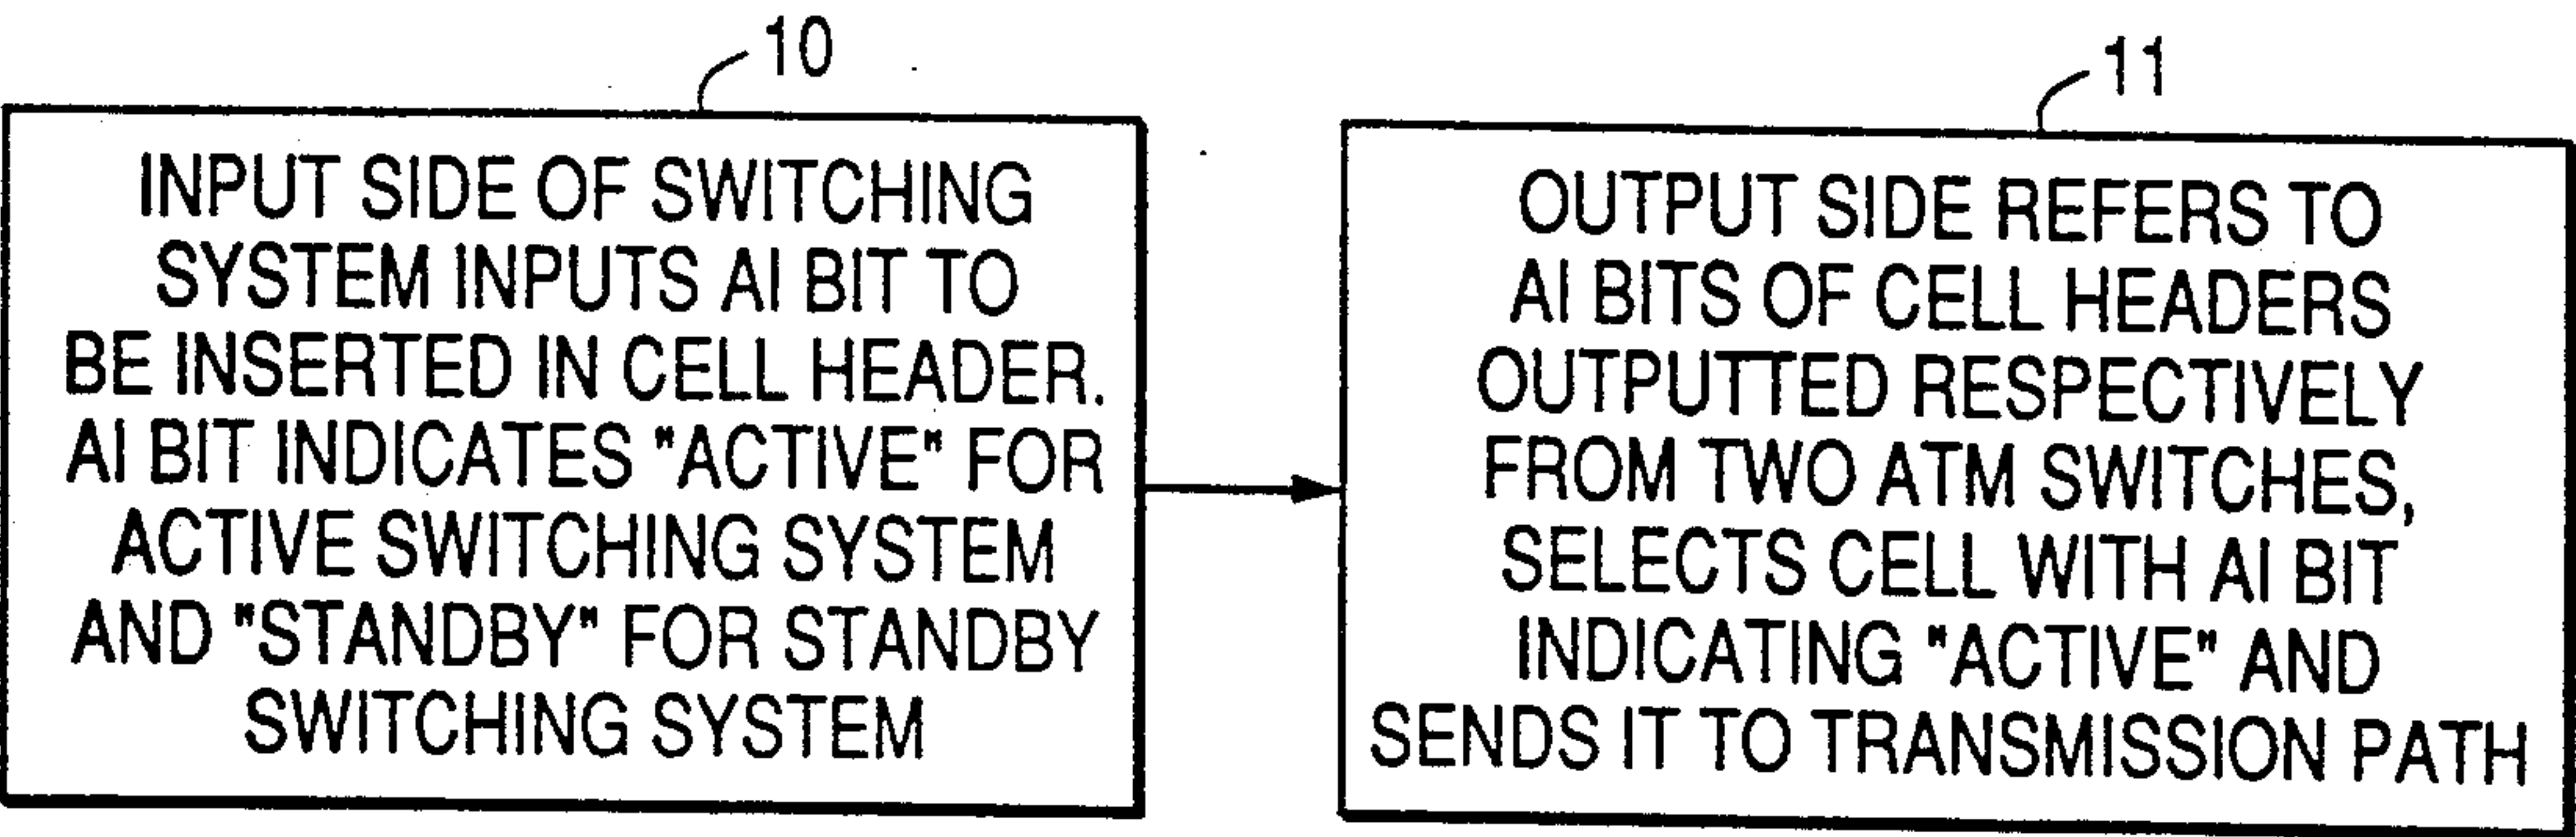 10
INPUT SIDE OF SWITCHING
SYSTEM INPUTS AI BIT TO
BE INSERTED IN CELL HEADER.
AI BIT INDICATES "ACTIVE" FOR
ACTIVE SWITCHING SYSTEM
AND "STANDBY" FOR STANDBY
SWITCHING SYSTEM
11
OUTPUT SIDE REFERS TO
AI BITS OF CELL HEADERS
OUTPUTTED RESPECTIVELY
FROM TWO ATM SWITCHES,
SELECTS CELL WITH AI BIT
INDICATING "ACTIVE" AND
SENDS IT TO TRANSMISSION PATH